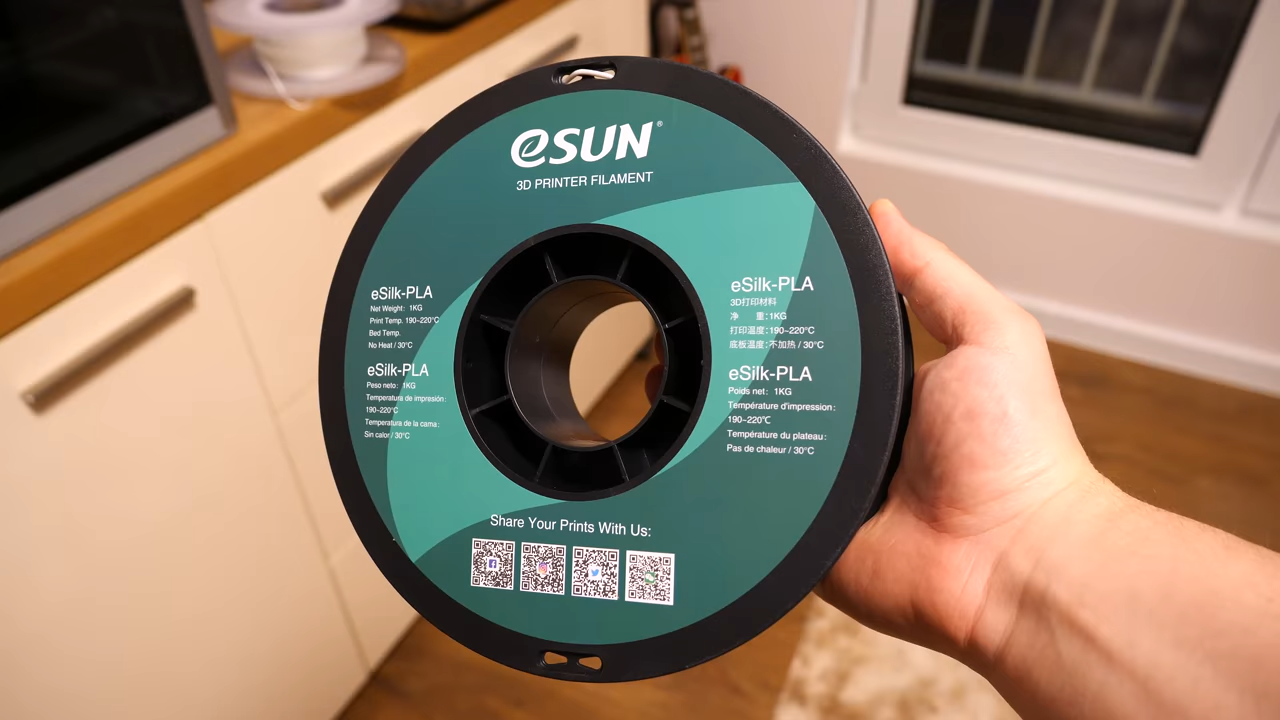 eSUN®
3D PRINTER FILAMENT
eSilk-PLA
Net Weight: 1KG
Print Temp. 190~220°C
Bed Temp.
No Heat / 30°C
eSilk-PLA
Peso neto: 1KG
Temperatura de impresión:
190~220°C
Temperatura de la cama:
Sin calor / 30°C
eSilk-PLA
3D打印材料
净 重:1KG
打印温度:190~220°C
底板温度:不加热 / 30°C
eSilk-PLA
Poids net: 1KG
Température d'impression:
190~220℃
Température du plateau:
Pas de chaleur / 30°C
Share Your Prints With Us: